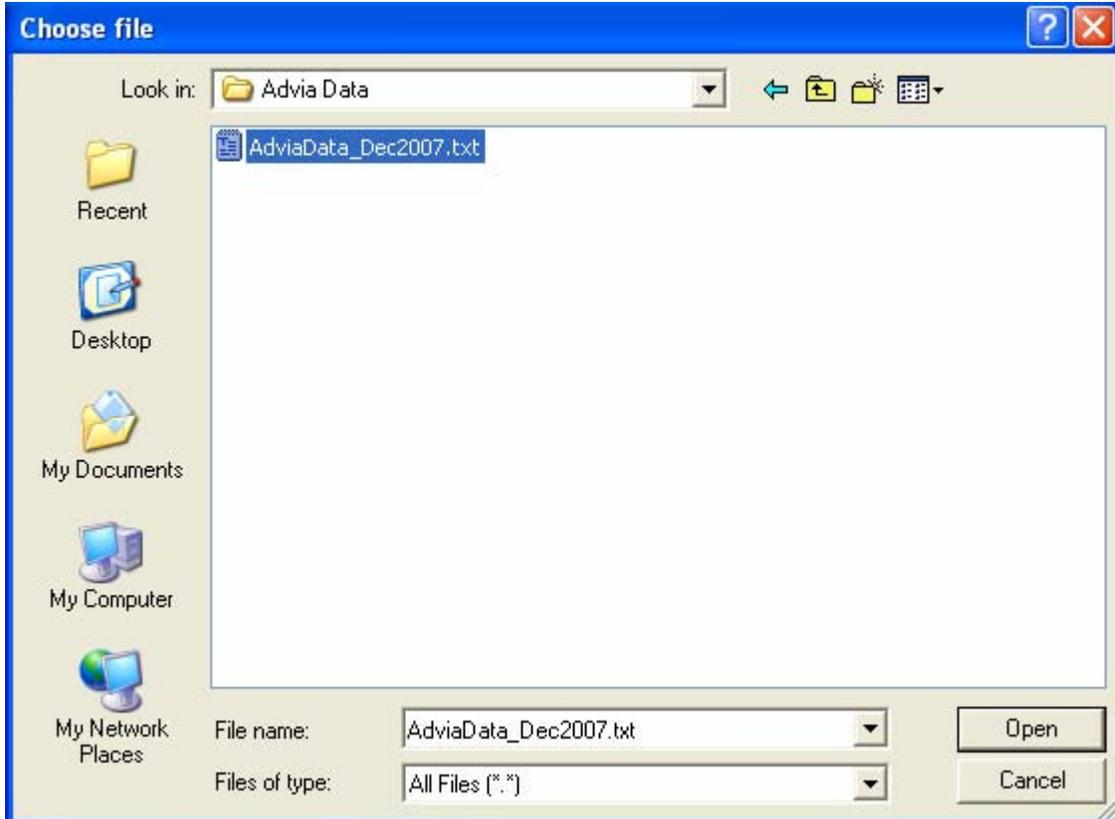 Choose file
Look in: Advia Data
AdviaData_Dec2007.txt
Recent
Desktop
My Documents
My Computer
My Network
Places
File name: AdviaData_Dec2007.txt Open
Files of type: All Files (*.*) Cancel